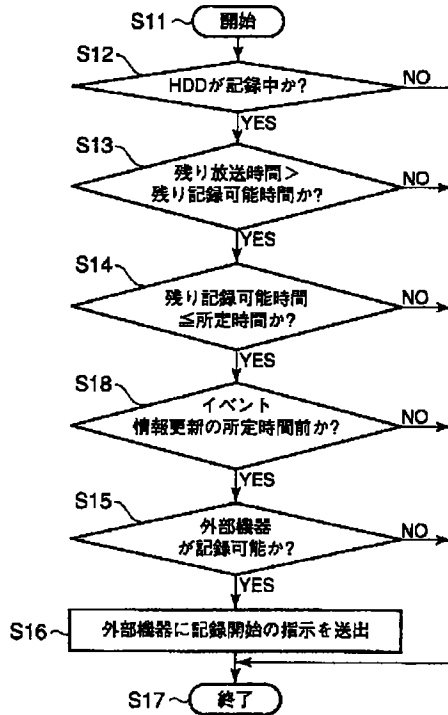 S11
開始
S12
HDDが記録中か?
NO
YES
S13
残り放送時間>
残り記録可能時間か?
NO
YES
S14
残り記録可能時間
≦所定時間か?
NO
YES
S18
イベント
情報更新の所定時間前か?
NO
YES
S15
外部機器
が記録可能か?
NO
YES
S16
外部機器に記録開始の指示を送出
S17
終了